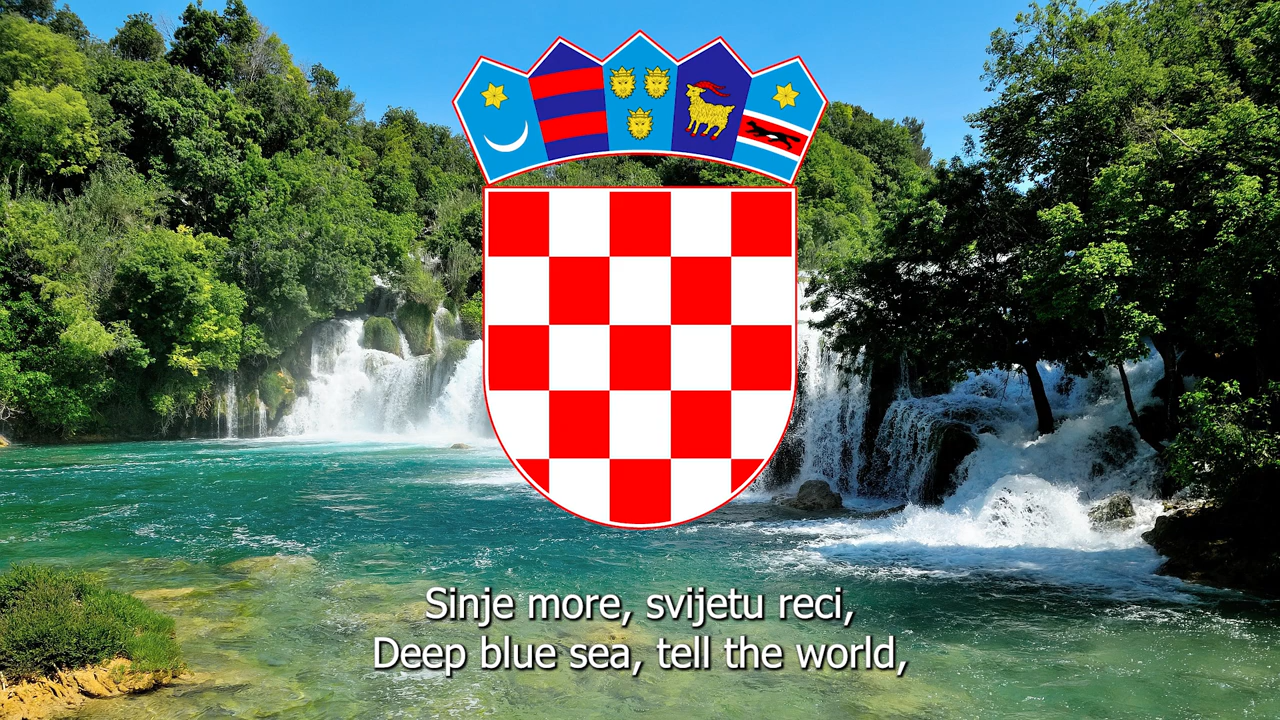 Sinje more, svijetu reci,
Deep blue sea, tell the world,